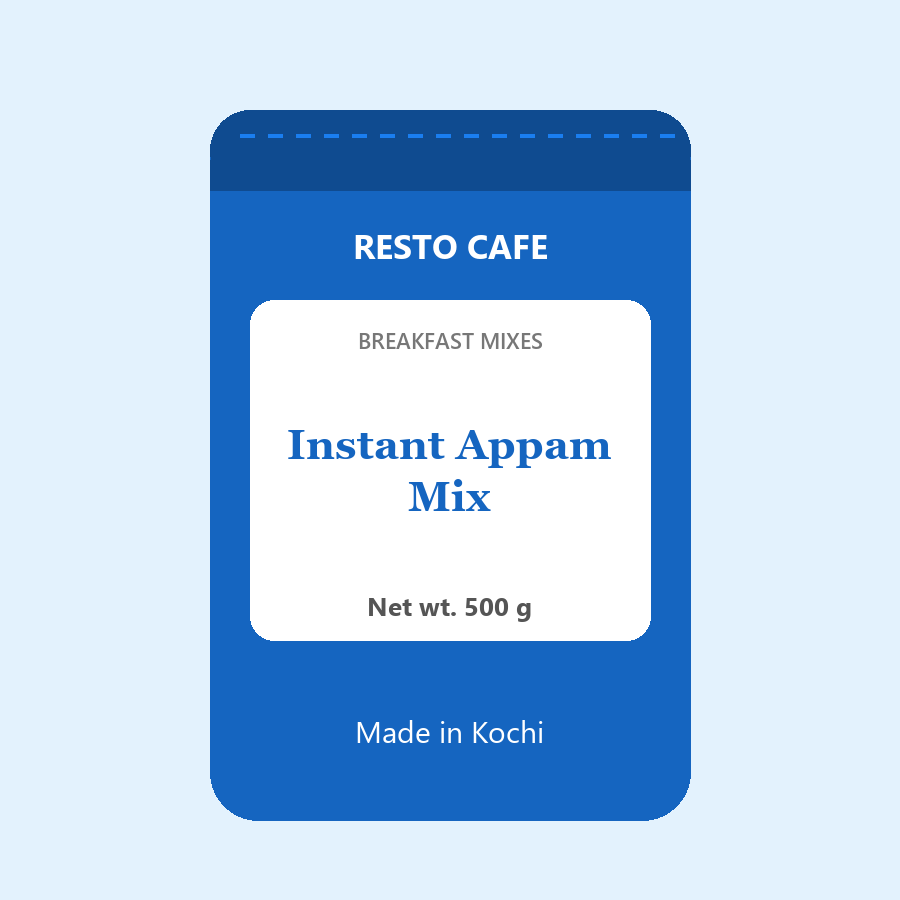 RESTO CAFE
BREAKFAST MIXES
Instant Appam
Mix
Net wt. 500 g
Made in Kochi